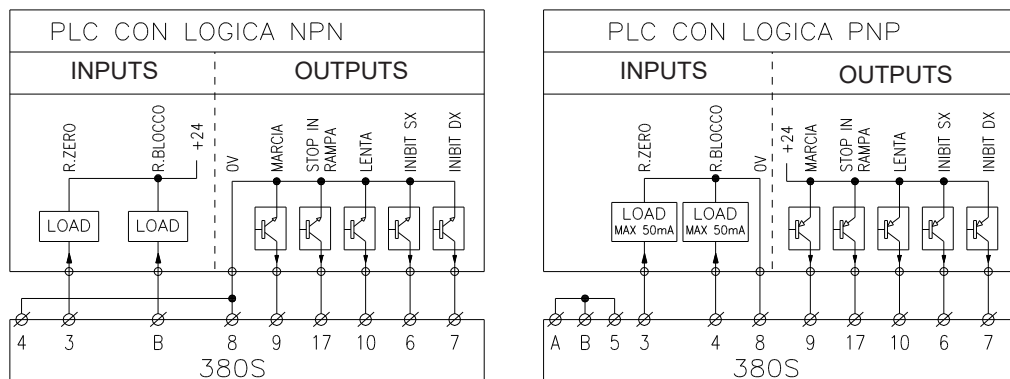 PLC CON LOGICA NPN
INPUTS
OUTPUTS
R.ZERO
R.BLOCCO
+24
0V
MARCIA
STOP IN
RAMPA
LENTA
INIBIT SX
INIBIT DX
LOAD
LOAD
4 3 B 8 9 17 10 6 7
380S
PLC CON LOGICA PNP
INPUTS
OUTPUTS
R.ZERO
R.BLOCCO
0V
+24
MARCIA
STOP IN
RAMPA
LENTA
INIBIT SX
INIBIT DX
LOAD
MAX 50mA
LOAD
MAX 50mA
A B 5 3 4 8 9 17 10 6 7
380S